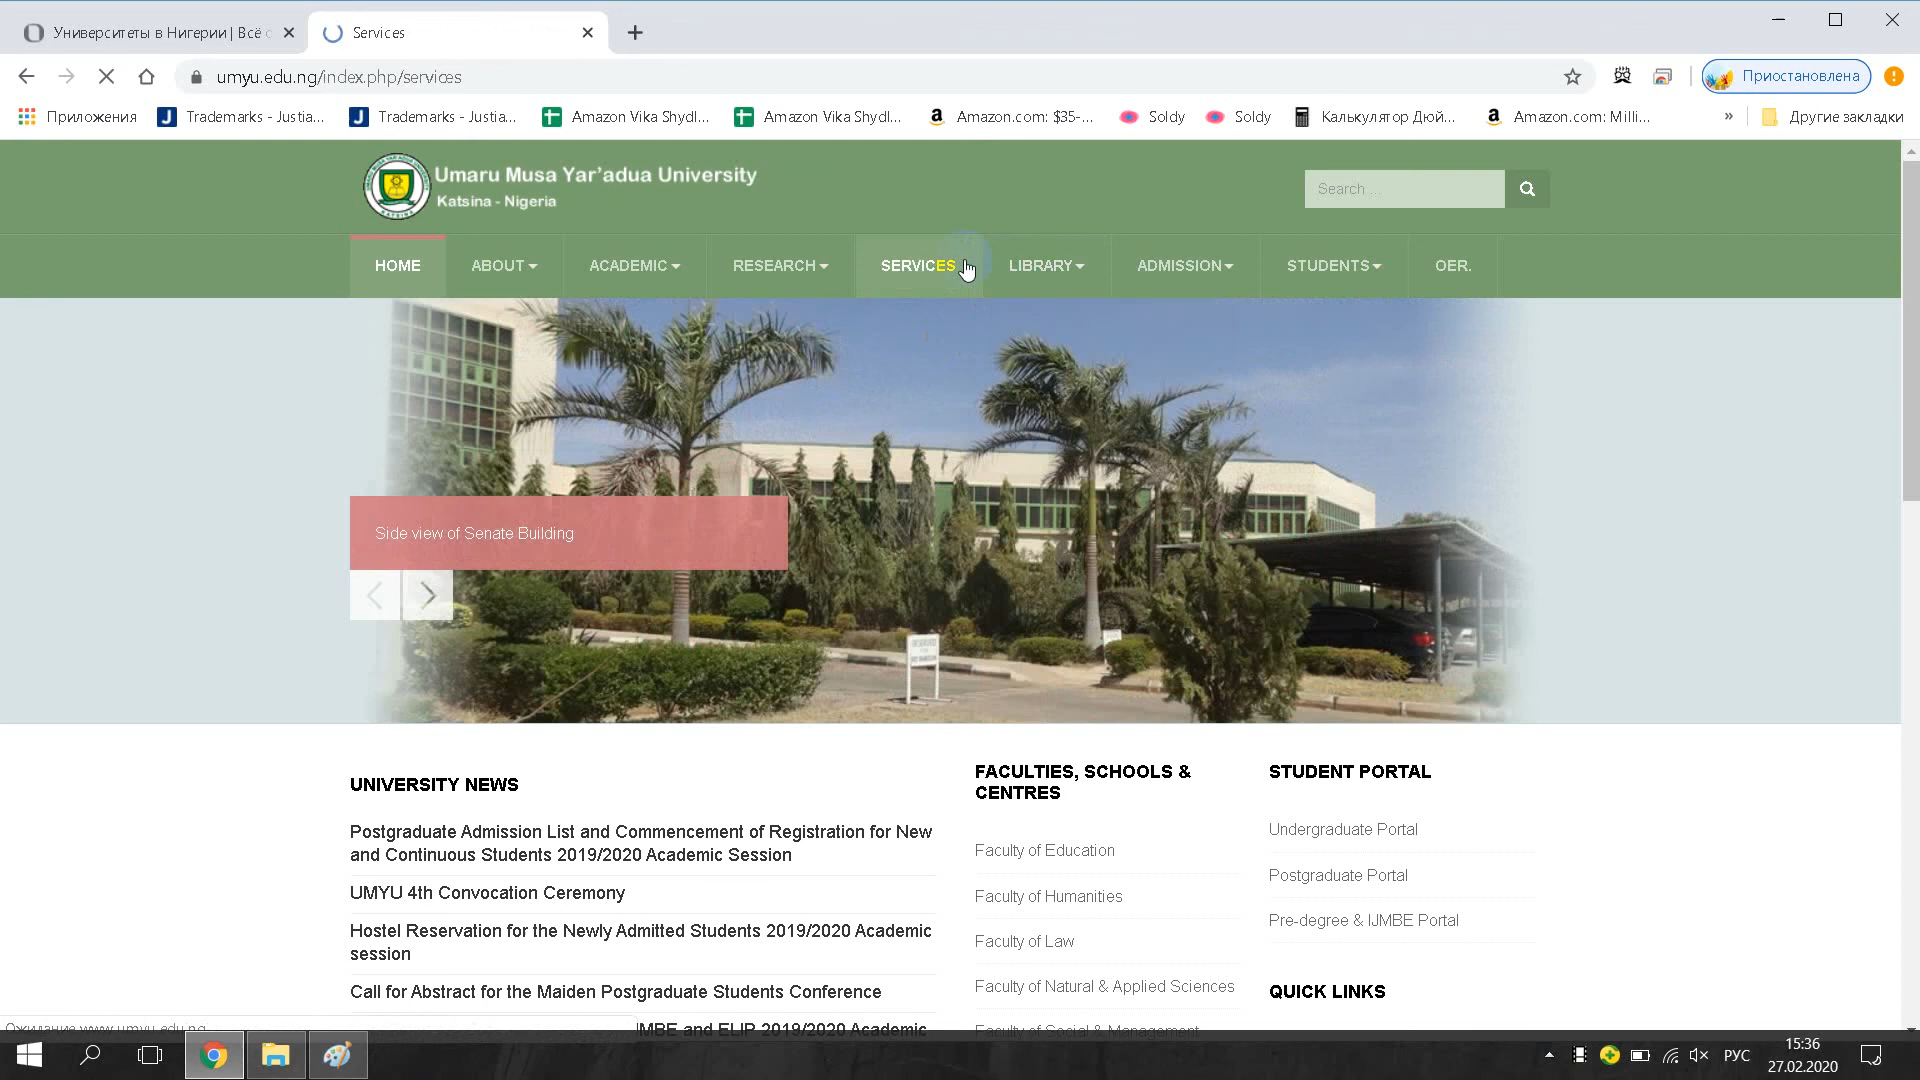 Университеты в Нигерии | Всё о
Services
umyu.edu.ng/index.php/services
Приостановлена
Приложения
Trademarks - Justia...
Trademarks - Justia...
Amazon Vika Shydl...
Amazon Vika Shydl...
Amazon.com: $35-...
Soldy
Soldy
Калькулятор Дюй...
Amazon.com: Milli...
»
Другие закладки
Umaru Musa Yar'adua University
Katsina - Nigeria
Search ...
HOME
ABOUT
ACADEMIC
RESEARCH
SERVICES
LIBRARY
ADMISSION
STUDENTS
OER.
Side view of Senate Building
UNIVERSITY NEWS
Postgraduate Admission List and Commencement of Registration for New
and Continuous Students 2019/2020 Academic Session
UMYU 4th Convocation Ceremony
Hostel Reservation for the Newly Admitted Students 2019/2020 Academic
session
Call for Abstract for the Maiden Postgraduate Students Conference
MBE and ELIP 2019/2020 Academic
FACULTIES, SCHOOLS &
CENTRES
Faculty of Education
Faculty of Humanities
Faculty of Law
Faculty of Natural & Applied Sciences
Faculty of Social & Management
STUDENT PORTAL
Undergraduate Portal
Postgraduate Portal
Pre-degree & IJMBE Portal
QUICK LINKS
Ожидание www.umyu.edu.ng
РУС
15:36
27.02.2020